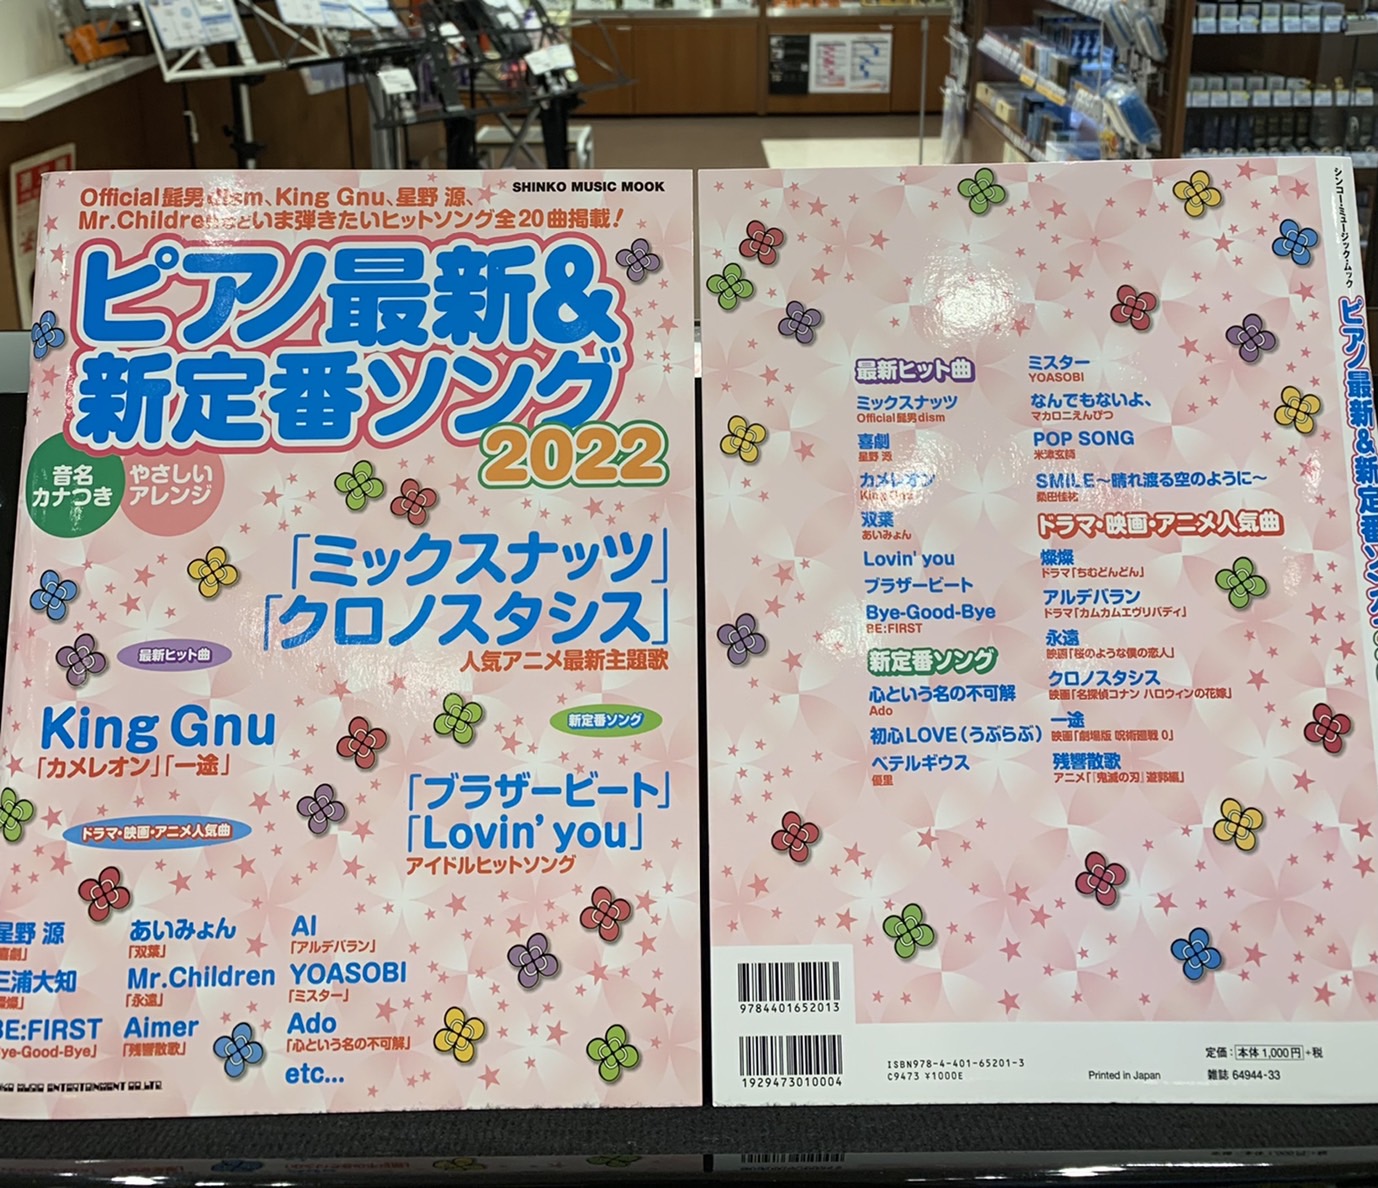 Official髭男dism、King Gnu、星野 源、
Mr.Childrenなどいま弾きたいヒットソング全20曲掲載!
SHINKO MUSIC MOOK
ピアノ最新&
新定番ソング
2022
音名
カナつき
やさしい
アレンジ
「ミックスナッツ」
「クロノスタシス」
人気アニメ最新主題歌
最新ヒット曲
King Gnu
「カメレオン」「一途」
新定番ソング
「ブラザービート」
「Lovin' you」
アイドルヒットソング
ドラマ・映画・アニメ人気曲
星野 源
「喜劇」
あいみょん
「双葉」
AI
「アルデバラン」
三浦大知
「燦燦」
Mr.Children
「永遠」
YOASOBI
「ミスター」
BE:FIRST
Bye-Good-Bye」
Aimer
「残響散歌」
Ado
「心という名の不可解」
etc...
最新ヒット曲
ミックスナッツ
Official髭男dism
喜劇
星野 源
カメレオン
King Gnu
双葉
あいみょん
Lovin' you
ブラザービート
Bye-Good-Bye
BE:FIRST
新定番ソング
心という名の不可解
Ado
初心LOVE(うぶらぶ)
ベテルギウス
優里
ミスター
YOASOBI
なんでもないよ、
マカロニえんぴつ
POP SONG
米津玄師
SMILE〜晴れ渡る空のように〜
桑田佳祐
ドラマ・映画・アニメ人気曲
燦燦
ドラマ「ちむどんどん」
アルデバラン
ドラマ「カムカムエヴリバディ」
永遠
映画「桜のような僕の恋人」
クロノスタシス
映画「名探偵コナン ハロウィンの花嫁」
一途
映画「劇場版 呪術廻戦 0」
残響散歌
アニメ「『鬼滅の刃』遊郭編」
9784401652013
1929473010004
ISBN978-4-401-65201-3
C9473 ¥1000E
Printed in Japan
定価:本体1,000円+税
雑誌 64944-33
シンコー・ミュージック・ムック
ピアノ最新&新定番ソング